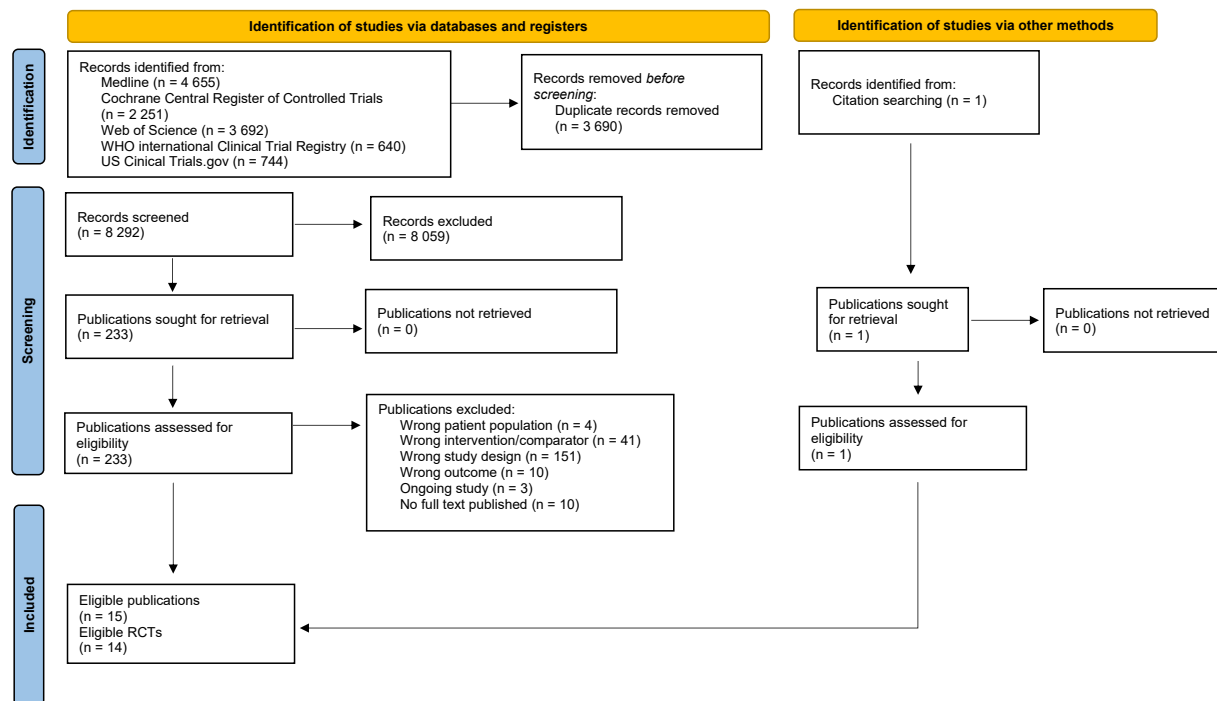 Identification of studies via databases and registers
Identification of studies via other methods
Identification
Records identified from:
Medline (n = 4 655)
Cochrane Central Register of Controlled Trials
(n = 2 251)
Web of Science (n = 3 692)
WHO international Clinical Trial Registry (n = 640)
US Cinical Trials.gov (n = 744)
Records removed before
screening:
Duplicate records removed
(n = 3 690)
Records identified from:
Citation searching (n = 1)
Screening
Records screened
(n = 8 292)
Records excluded
(n = 8 059)
Publications sought for retrieval
(n = 233)
Publications not retrieved
(n = 0)
Publications sought
for retrieval
(n = 1)
Publications not retrieved
(n = 0)
Publications assessed for
eligibility
(n = 233)
Publications excluded:
Wrong patient population (n = 4)
Wrong intervention/comparator (n = 41)
Wrong study design (n = 151)
Wrong outcome (n = 10)
Ongoing study (n = 3)
No full text published (n = 10)
Publications assessed for
eligibility
(n = 1)
Included
Eligible publications
(n = 15)
Eligible RCTs
(n = 14)